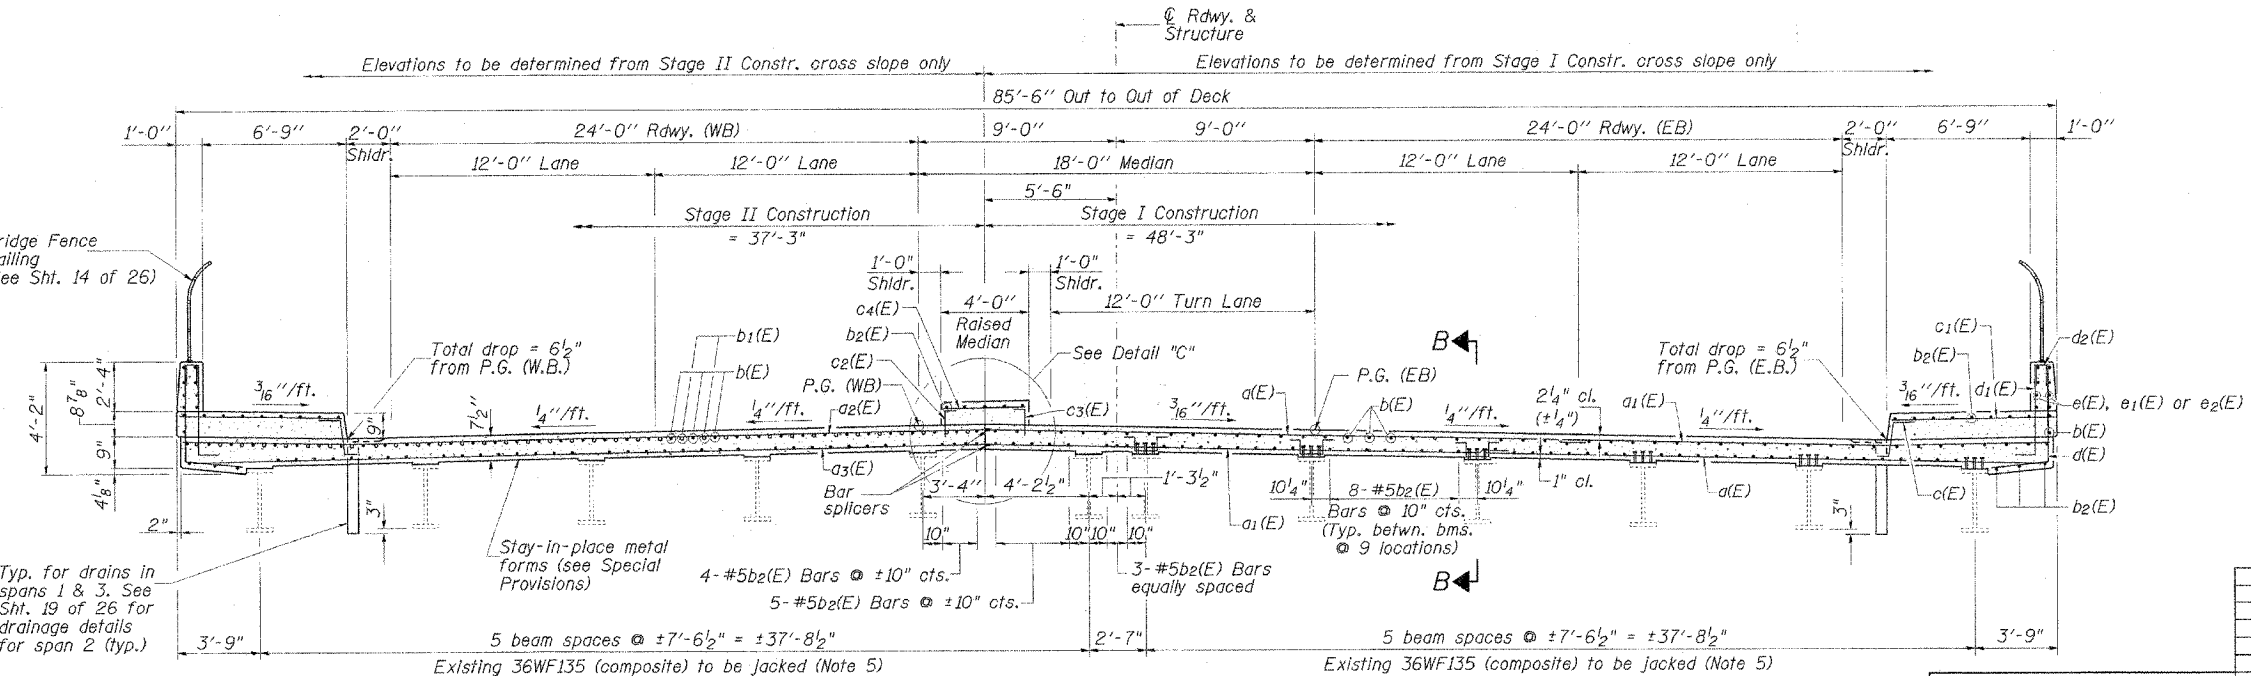 ℄ Rdwy. &
Structure
Elevations to be determined from Stage II Constr. cross slope only
Elevations to be determined from Stage I Constr. cross slope only
85'-6" Out to Out of Deck
1'-0"
6'-9"
2'-0"
Shldr.
24'-0" Rdwy. (WB)
9'-0"
9'-0"
24'-0" Rdwy. (EB)
2'-0"
Shldr.
6'-9"
1'-0"
12'-0" Lane
12'-0" Lane
18'-0" Median
12'-0" Lane
12'-0" Lane
5'-6"
Stage II Construction
= 37'-3"
Stage I Construction
= 48'-3"
ridge Fence
ailing
ee Sht. 14 of 26)
1'-0"
Shldr.
1'-0"
Shldr.
4'-0"
12'-0" Turn Lane
Raised
Median
c4(E)
b2(E)
c2(E)
P.G. (WB)
See Detail "C"
b1(E)
b(E)
Total drop = 6½"
from P.G. (W.B.)
B
P.G. (EB)
Total drop = 6½"
from P.G. (E.B.)
c1(E)
b2(E)
d2(E)
d1(E)
e(E), e1(E) or e2(E)
b(E)
d(E)
b2(E)
c(E)
4'-2"
2'-4"
8⅞"
9"
4⅛"
2"
3/16"/ft.
9"
¼"/ft.
7½"
¼"/ft.
a2(E)
a3(E)
c3(E)
3/16"/ft.
a(E)
b(E)
¼"/ft.
2¼" cl.
(±¼")
a1(E)
¼"/ft.
3/16"/ft.
1" cl.
a(E)
3"
3"
Bar
splicers
3'-4"
4'-2½"
1'-3½"
a1(E)
10¼"
8-#5b2(E)
10¼"
Bars @ 10" cts.
(Typ. betwn. bms.
@ 9 locations)
10"
10"
10"
10"
Stay-in-place metal
forms (see Special
Provisions)
4-#5b2(E) Bars @ ±10" cts.
5-#5b2(E) Bars @ ±10" cts.
3-#5b2(E) Bars
equally spaced
B
Typ. for drains in
spans 1 & 3. See
Sht. 19 of 26 for
drainage details
for span 2 (typ.)
3'-9"
5 beam spaces @ ±7'-6½" = ±37'-8½"
2'-7"
5 beam spaces @ ±7'-6½" = ±37'-8½"
3'-9"
Existing 36WF135 (composite) to be jacked (Note 5)
Existing 36WF135 (composite) to be jacked (Note 5)